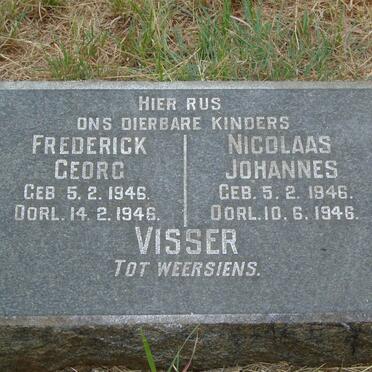 HIER RUS
ONS DIERBARE KINDERS
FREDERICK
GEORG
GEB 5.2.1946.
OORL.14.2.1946.
NICOLAAS
JOHANNES
GEB. 5.2.1946.
OORL.10.6.1946.
VISSER
TOT WEERSIENS.